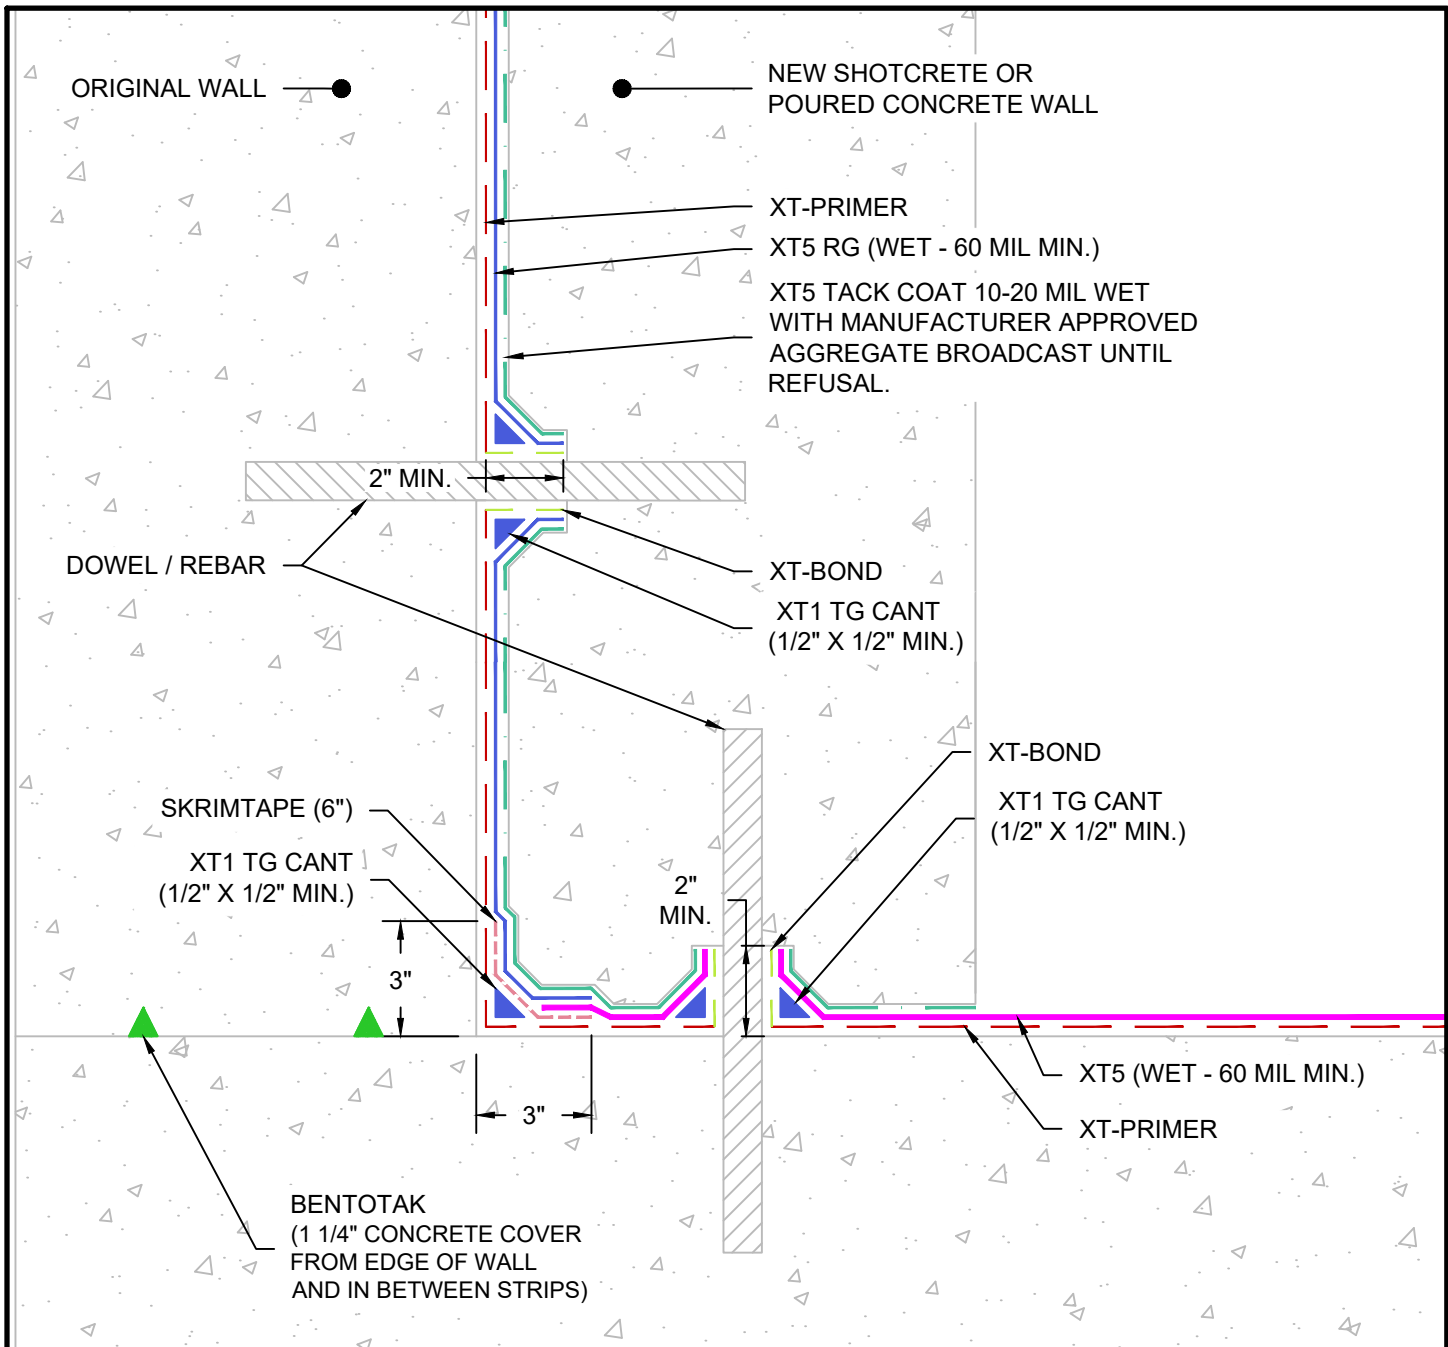 ORIGINAL WALL
NEW SHOTCRETE OR
POURED CONCRETE WALL
XT-PRIMER
XT5 RG (WET - 60 MIL MIN.)
XT5 TACK COAT 10-20 MIL WET
WITH MANUFACTURER APPROVED
AGGREGATE BROADCAST UNTIL
REFUSAL.
2" MIN.
DOWEL / REBAR
XT-BOND
XT1 TG CANT
(1/2" X 1/2" MIN.)
XT-BOND
XT1 TG CANT
(1/2" X 1/2" MIN.)
SKRIMTAPE (6")
XT1 TG CANT
(1/2" X 1/2" MIN.)
2"
MIN.
3"
3"
XT5 (WET - 60 MIL MIN.)
XT-PRIMER
BENTOTAK
(1 1/4" CONCRETE COVER
FROM EDGE OF WALL
AND IN BETWEEN STRIPS)